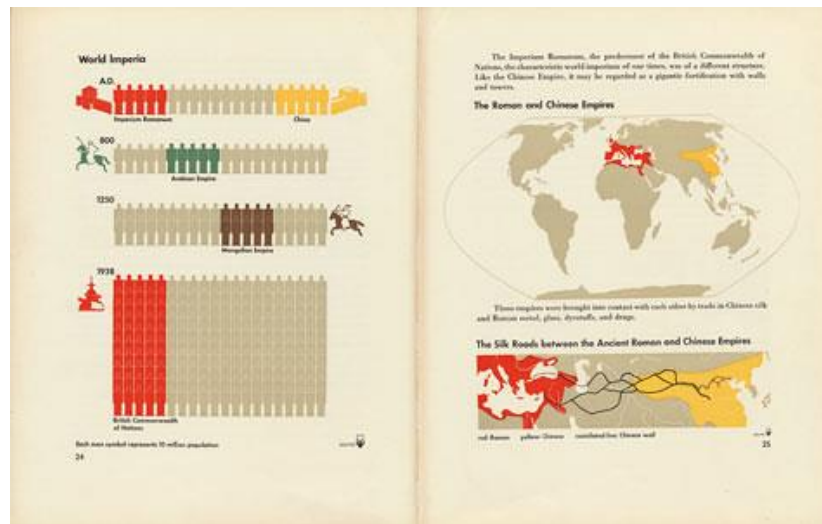 World Imperia
A.D.
Imperium Romanum
China
800
Arabian Empire
1250
Mongolian Empire
1938
British Commonwealth
of Nations
Each man symbol represents 10 million population
24
The Imperium Romanum, the predecessor of the British Commonwealth of
Nations, the characteristic world imperium of our times, was of a different structure.
Like the Chinese Empire, it may be regarded as a gigantic fortification with walls
and towers.
The Roman and Chinese Empires
These empires were brought into contact with each other by trade in Chinese silk
and Roman metal, glass, dyestuffs, and drugs.
The Silk Roads between the Ancient Roman and Chinese Empires
red: Roman yellow: Chinese Chinese wall
25